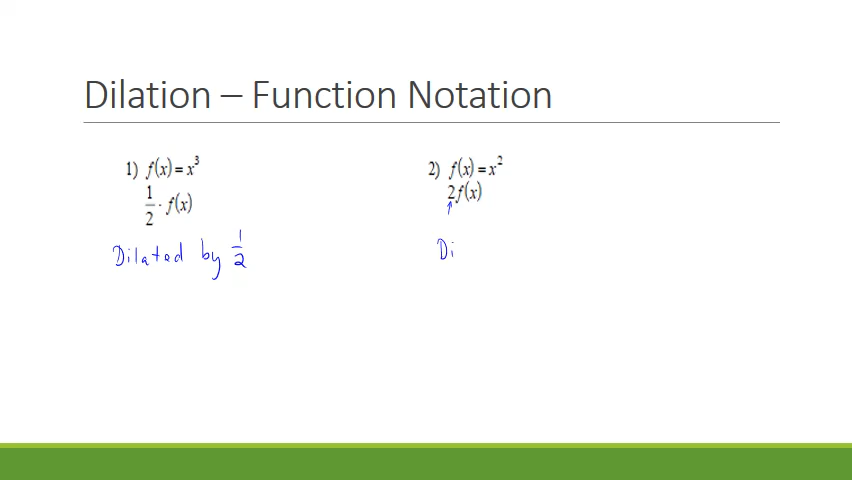 Dilation – Function Notation
1) f(x) = x³
1/2 · f(x)
Dilated by 1/2
2) f(x) = x²
2f(x)
Di